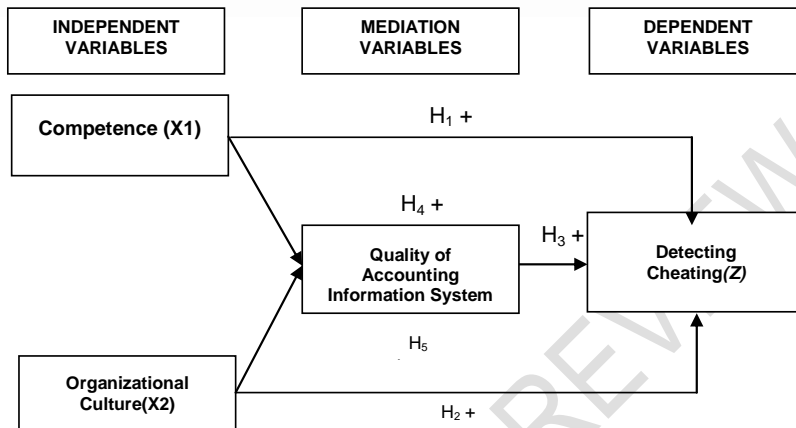 INDEPENDENT
VARIABLES
MEDIATION
VARIABLES
DEPENDENT
VARIABLES
Competence (X1)
H1 +
H4 +
Quality of
Accounting
Information System
H3 +
Detecting
Cheating(Z)
H5
Organizational
Culture(X2)
H2 +
REVIEW